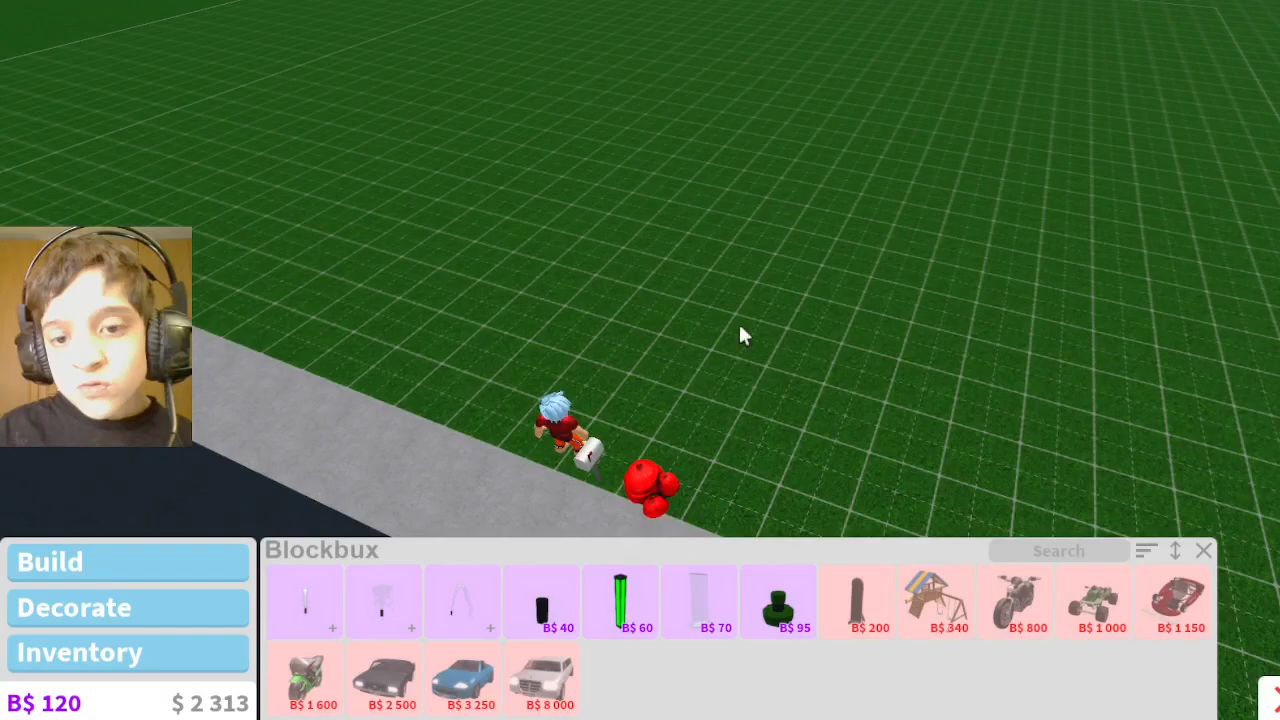 Blockbux
Search
Build
Decorate
Inventory
B$ 120 $ 2 313
+ + + B$ 40 B$ 60 B$ 70 B$ 95 B$ 200 B$ 340 B$ 800 B$ 1 000 B$ 1 150
B$ 1 600 B$ 2 500 B$ 3 250 B$ 8 000